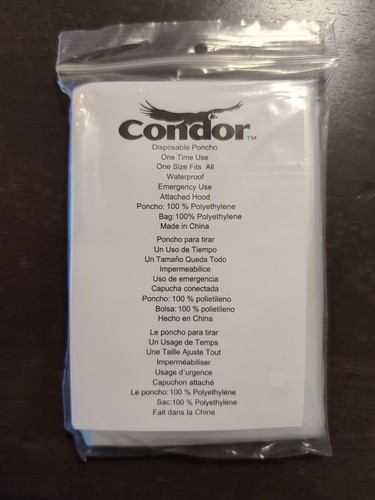 Condor™
Disposable Poncho
One Time Use
One Size Fits All
Waterproof
Emergency Use
Attached Hood
Poncho: 100 % Polyethylene
Bag:100% Polyethylene
Made in China
Poncho para tirar
Un Uso de Tiempo
Un Tamaño Queda Todo
Impermeabilice
Uso de emergencia
Capucha conectada
Poncho: 100 % polietileno
Bolsa: 100 % polietileno
Hecho en China
Le poncho para tirar
Un Usage de Temps
Une Taille Ajuste Tout
Imperméabiliser
Usage d'urgence
Capuchon attaché
Le poncho: 100 % Polyethylène
Sac:100 % Polyethylène
Fait dans la Chine